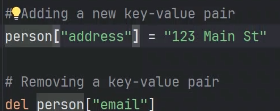 # Adding a new key-value pair
person["address"] = "123 Main St"
# Removing a key-value pair
del person["email"]